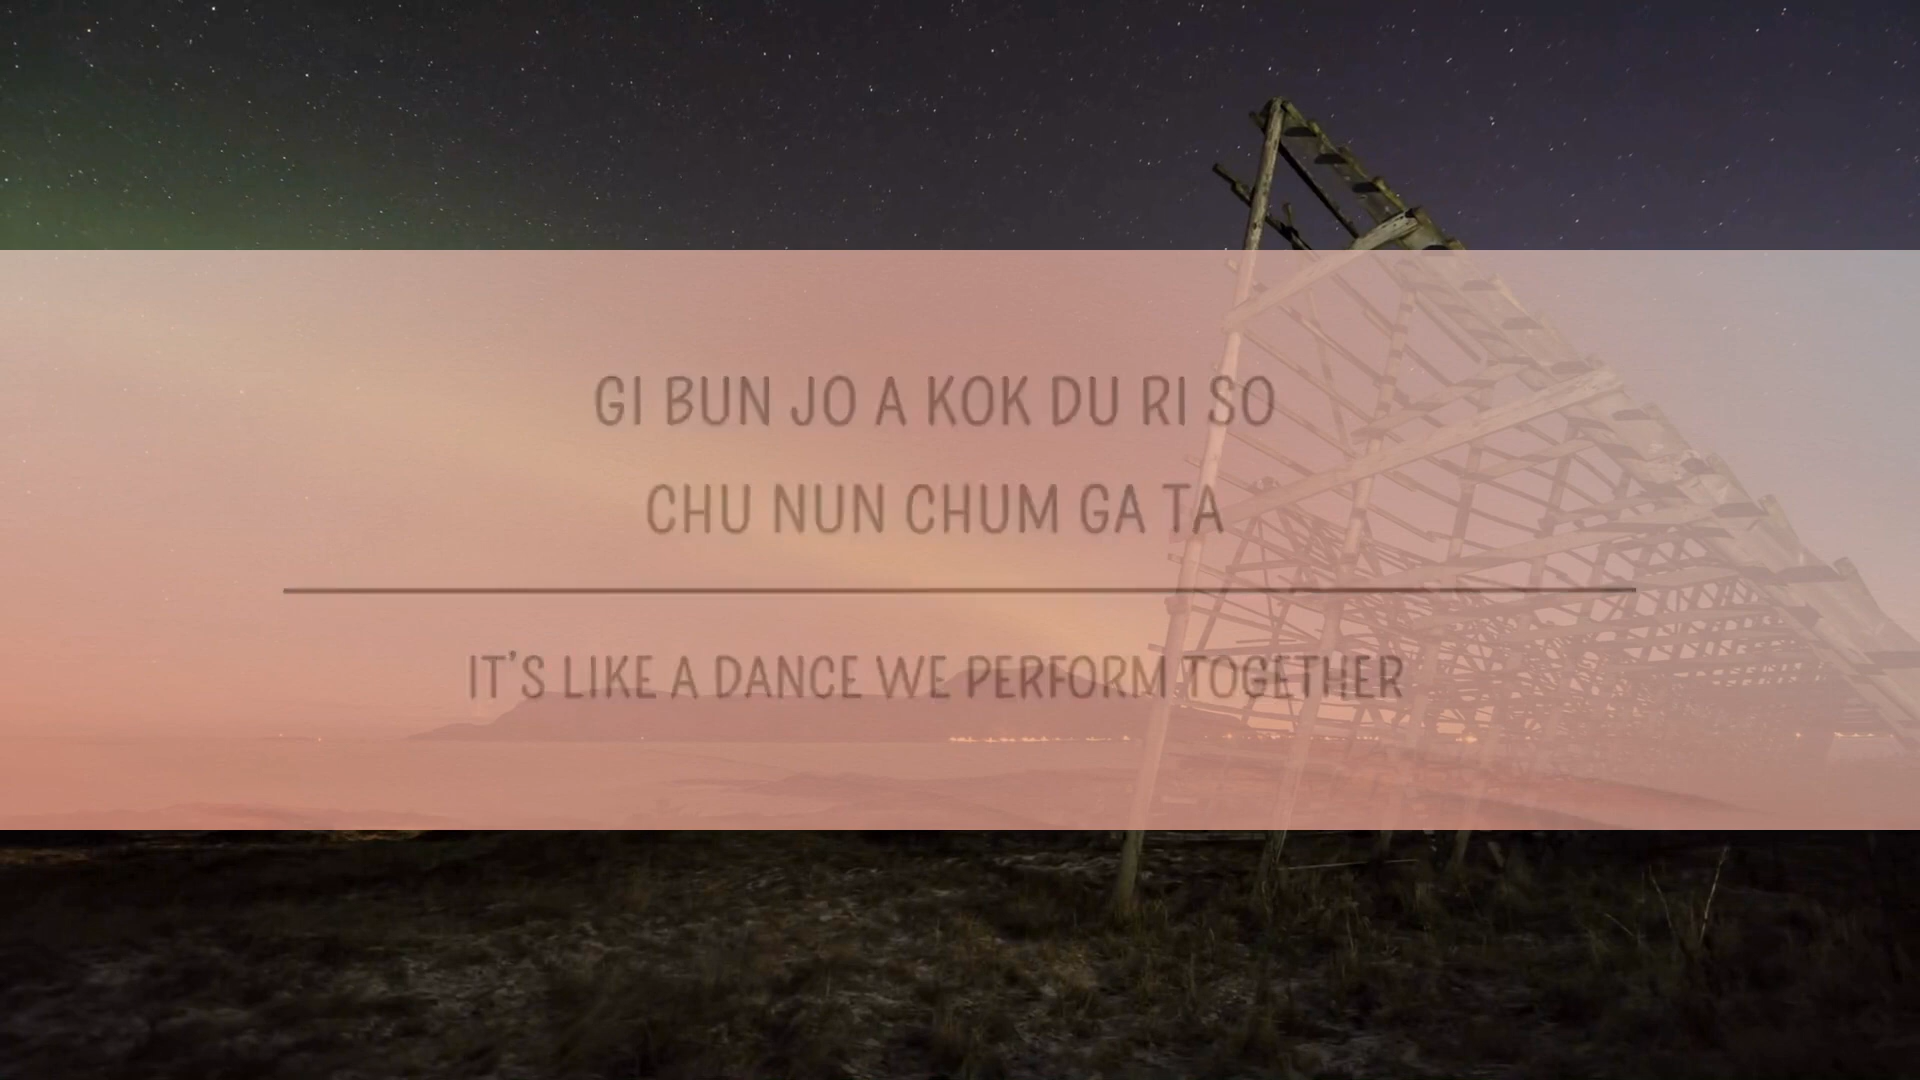 GI BUN JO A KOK DU RI SO
CHU NUN CHUM GA TA
IT'S LIKE A DANCE WE PERFORM TOGETHER